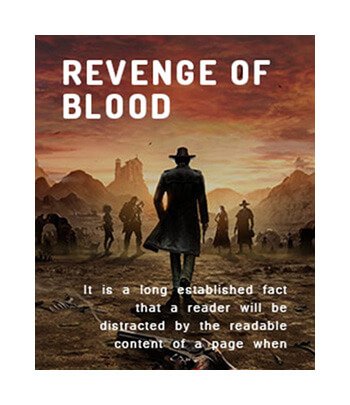 REVENGE OF
BLOOD
It is a long established fact
that a reader will be
distracted by the readable
content of a page when